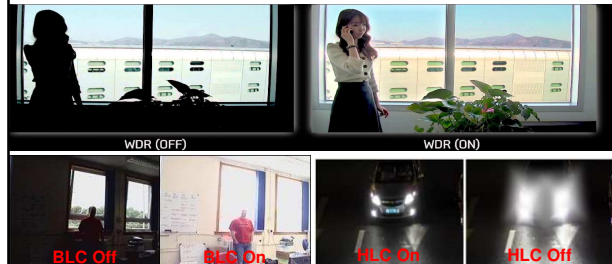 WDR (OFF)
WDR (ON)
BLC Off
BLC On
HLC On
HLC Off